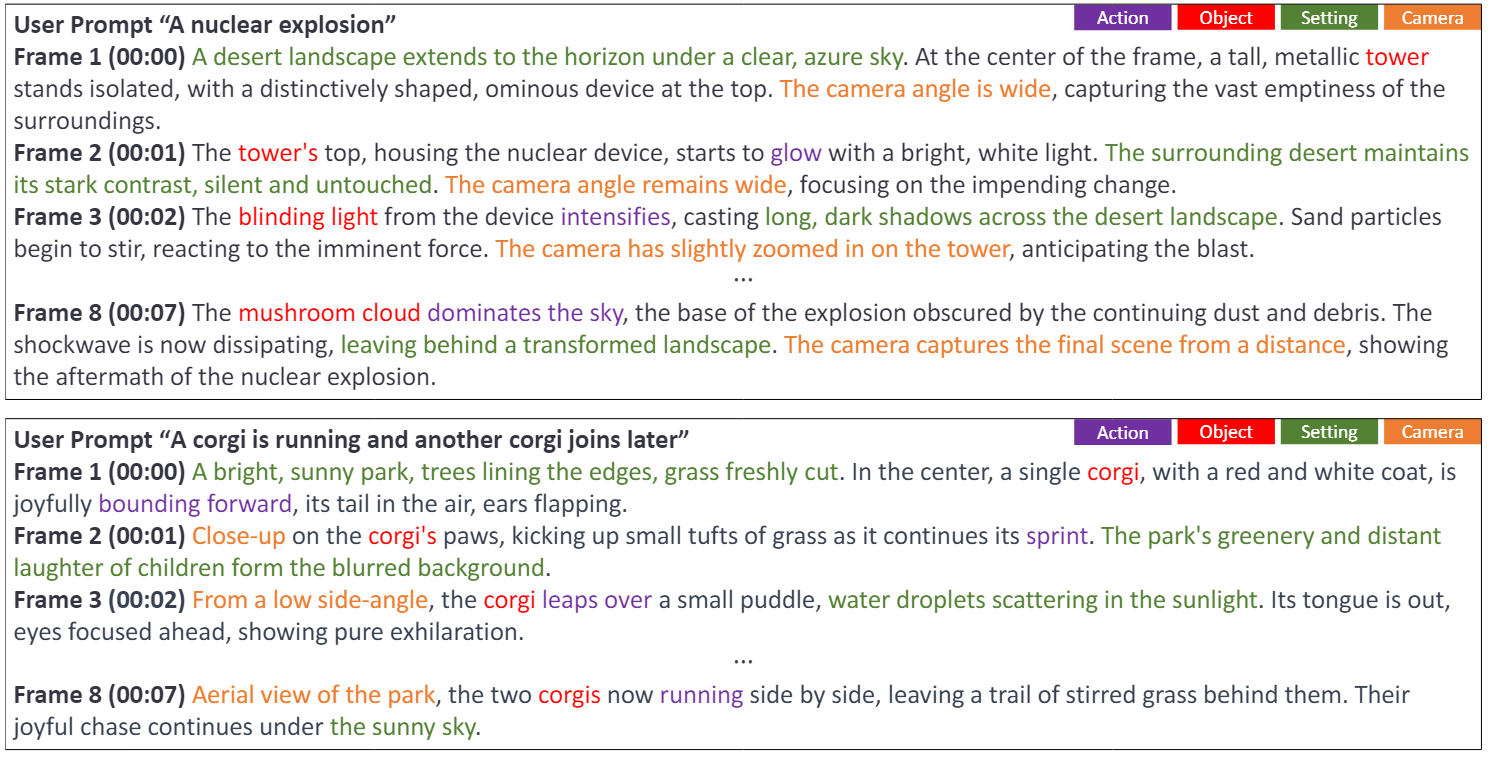 User Prompt “A nuclear explosion” Action Object Setting Camera
Frame 1 (00:00) A desert landscape extends to the horizon under a clear, azure sky. At the center of the frame, a tall, metallic tower
stands isolated, with a distinctively shaped, ominous device at the top. The camera angle is wide, capturing the vast emptiness of the
surroundings.
Frame 2 (00:01) The tower's top, housing the nuclear device, starts to glow with a bright, white light. The surrounding desert maintains
its stark contrast, silent and untouched. The camera angle remains wide, focusing on the impending change.
Frame 3 (00:02) The blinding light from the device intensifies, casting long, dark shadows across the desert landscape. Sand particles
begin to stir, reacting to the imminent force. The camera has slightly zoomed in on the tower, anticipating the blast.
...
Frame 8 (00:07) The mushroom cloud dominates the sky, the base of the explosion obscured by the continuing dust and debris. The
shockwave is now dissipating, leaving behind a transformed landscape. The camera captures the final scene from a distance, showing
the aftermath of the nuclear explosion.
User Prompt “A corgi is running and another corgi joins later” Action Object Setting Camera
Frame 1 (00:00) A bright, sunny park, trees lining the edges, grass freshly cut. In the center, a single corgi, with a red and white coat, is
joyfully bounding forward, its tail in the air, ears flapping.
Frame 2 (00:01) Close-up on the corgi's paws, kicking up small tufts of grass as it continues its sprint. The park's greenery and distant
laughter of children form the blurred background.
Frame 3 (00:02) From a low side-angle, the corgi leaps over a small puddle, water droplets scattering in the sunlight. Its tongue is out,
eyes focused ahead, showing pure exhilaration.
...
Frame 8 (00:07) Aerial view of the park, the two corgis now running side by side, leaving a trail of stirred grass behind them. Their
joyful chase continues under the sunny sky.